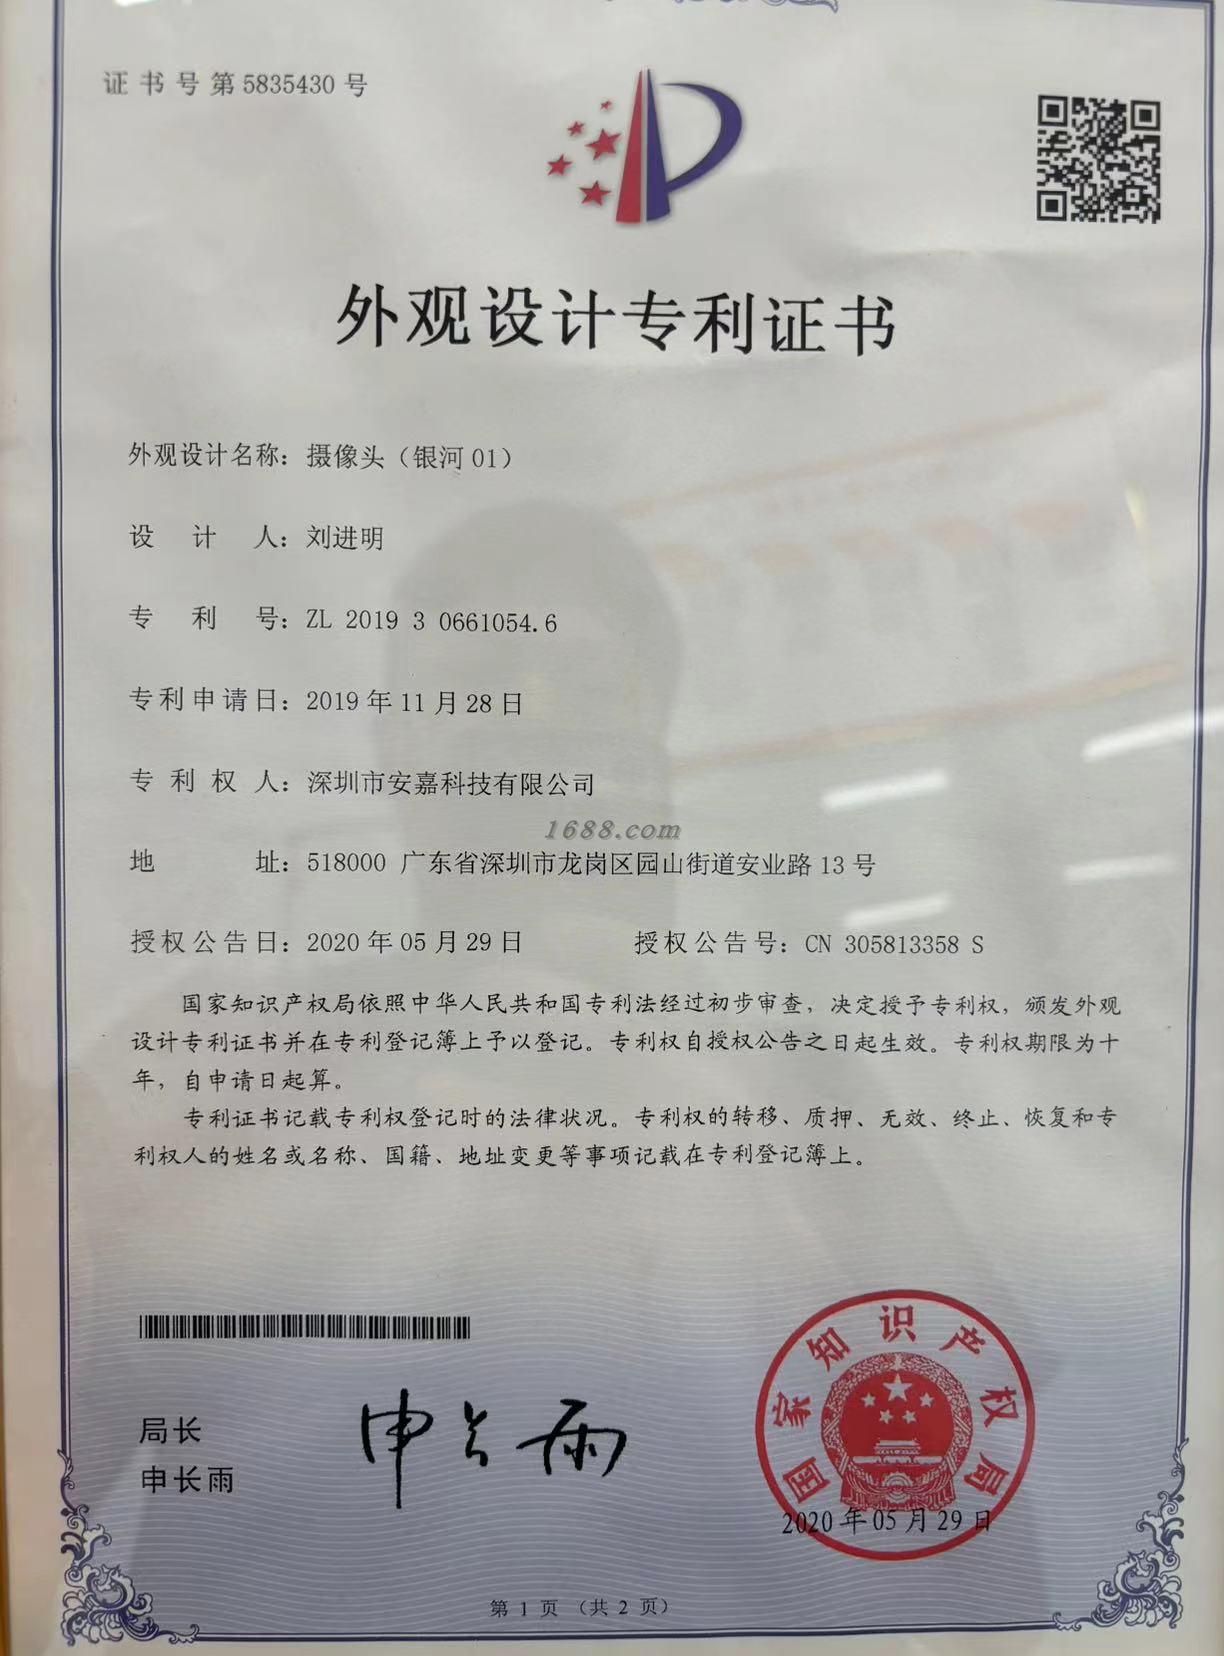 证书号第5835430号
外观设计专利证书
外观设计名称：摄像头（银河01）
设计人：刘进明
专利号：ZL 2019 3 0661054.6
专利申请日：2019年11月28日
专利权人：深圳市安嘉科技有限公司
1688.com
地址：518000 广东省深圳市龙岗区园山街道安业路13号
授权公告日：2020年05月29日 授权公告号：CN 305813358 S
国家知识产权局依照中华人民共和国专利法经过初步审查，决定授予专利权，颁发外观
设计专利证书并在专利登记簿上予以登记。专利权自授权公告之日起生效。专利权期限为十
年，自申请日起算。
专利证书记载专利权登记时的法律状况。专利权的转移、质押、无效、终止、恢复和专
利权人的姓名或名称、国籍、地址变更等事项记载在专利登记簿上。
局长
申长雨
申长雨
国家知识产权局
2020年05月29日
第 1 页 （共 2 页）